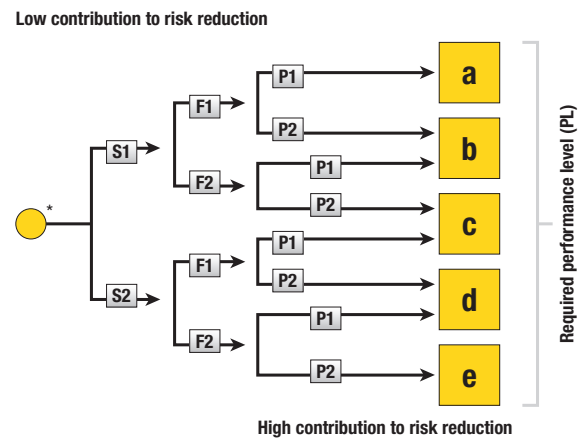 Low contribution to risk reduction
P1
a
F1
P2
b
S1
P1
F2
P2
c
*
P1
F1
P2
d
S2
P1
F2
P2
e
High contribution to risk reduction
Required performance level (PL)